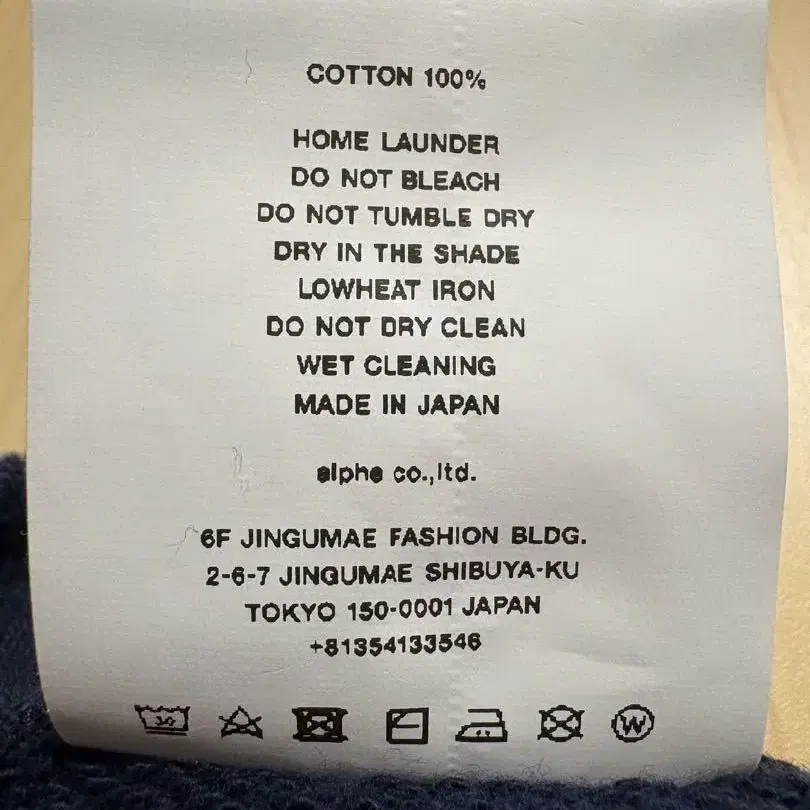 COTTON 100%
HOME LAUNDER
DO NOT BLEACH
DO NOT TUMBLE DRY
DRY IN THE SHADE
LOWHEAT IRON
DO NOT DRY CLEAN
WET CLEANING
MADE IN JAPAN
alpha co.,ltd.
6F JINGUMAE FASHION BLDG.
2-6-7 JINGUMAE SHIBUYA-KU
TOKYO 150-0001 JAPAN
+81354133546
30 W